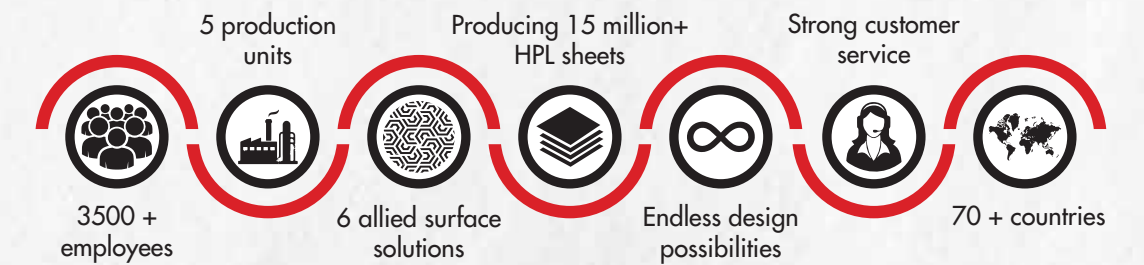 5 production
units
Producing 15 million+
HPL sheets
Strong customer
service
3500 +
employees
6 allied surface
solutions
Endless design
possibilities
70 + countries